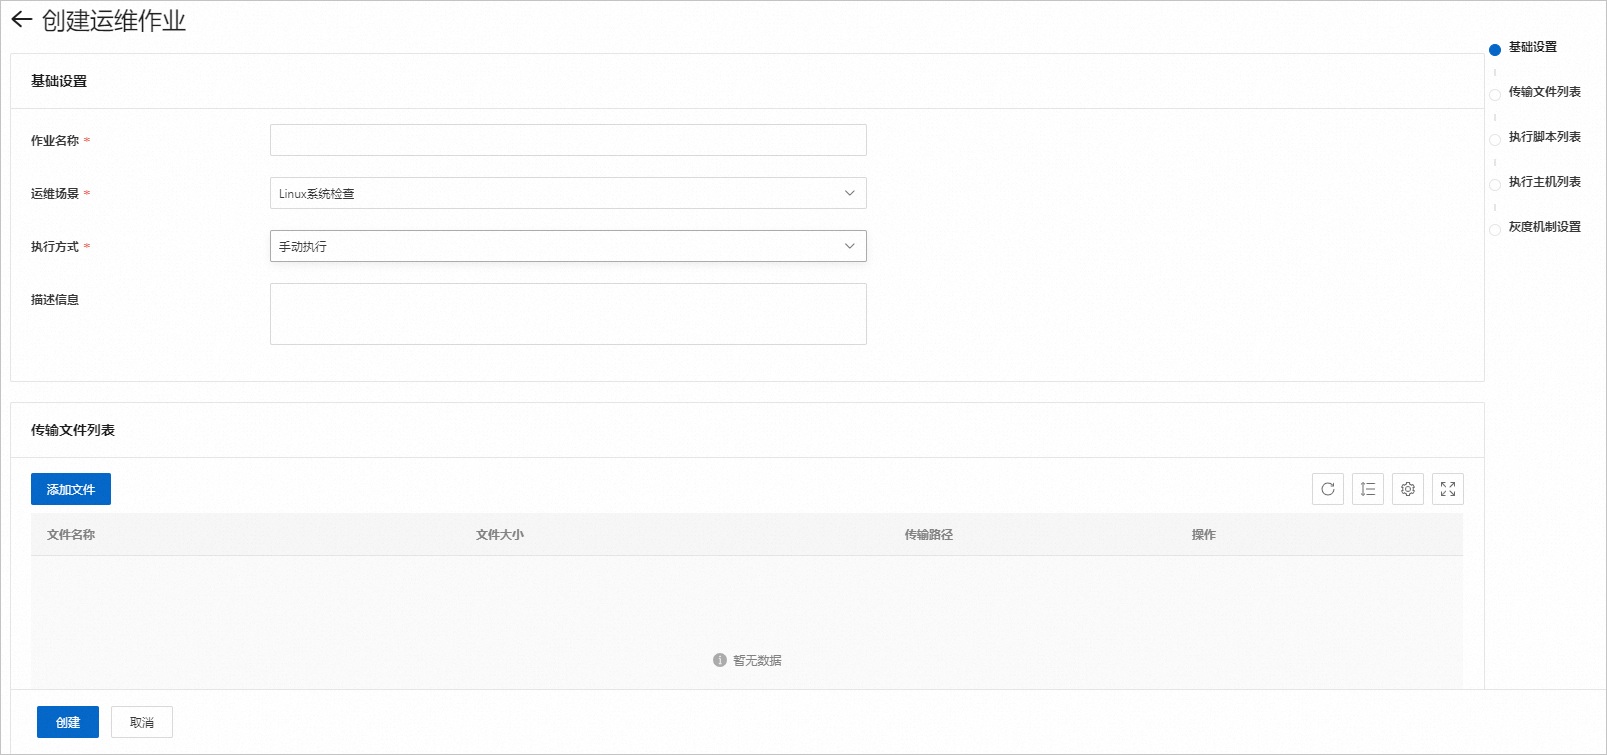 创建运维作业
基础设置
作业名称 *
运维场景 *
Linux系统检查
执行方式 *
手动执行
描述信息
传输文件列表
添加文件
文件名称 文件大小 传输路径 操作
暂无数据
创建 取消
基础设置
传输文件列表
执行脚本列表
执行主机列表
灰度机制设置